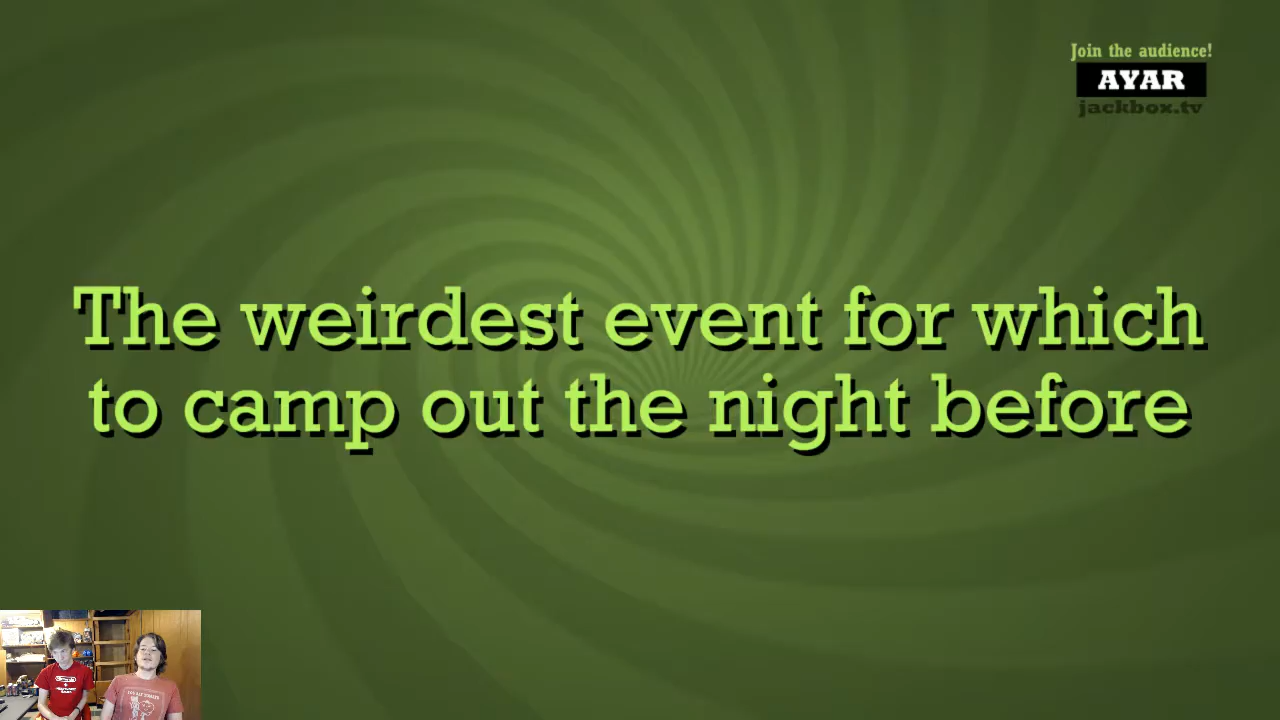 Join the audience!
AYAR
jackbox.tv
The weirdest event for which
to camp out the night before